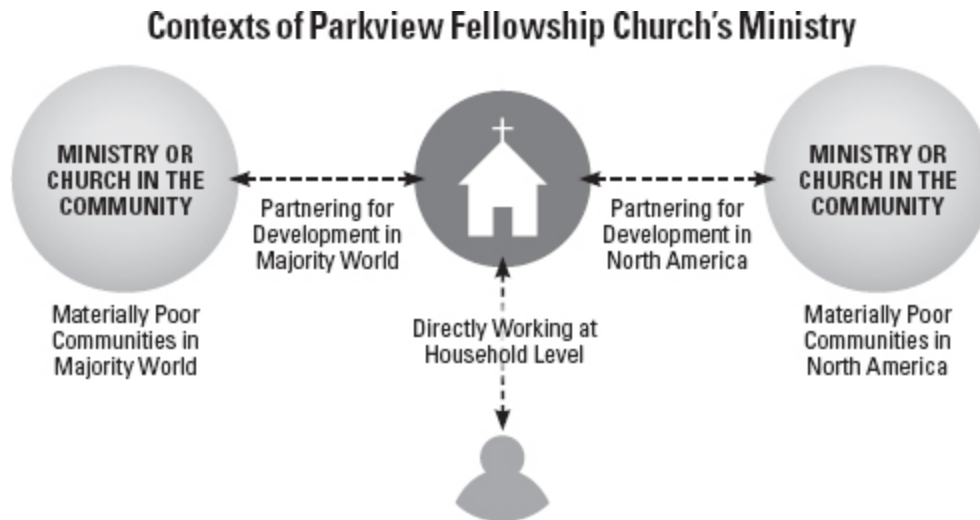 Contexts of Parkview Fellowship Church's Ministry
MINISTRY OR
CHURCH IN THE
COMMUNITY
Partnering for
Development in
Majority World
Partnering for
Development in
North America
MINISTRY OR
CHURCH IN THE
COMMUNITY
Materially Poor
Communities in
Majority World
Directly Working at
Household Level
Materially Poor
Communities in
North America